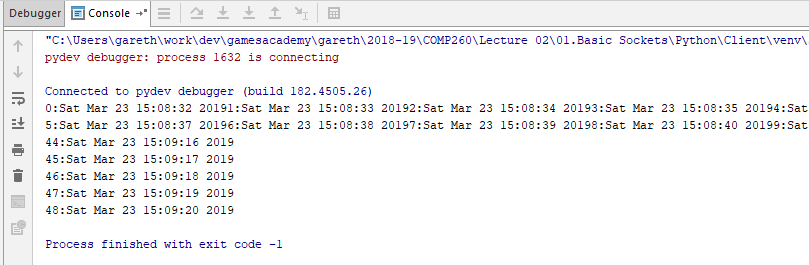 Debugger Console
"C:\Users\gareth\work\dev\gamesacademy\gareth\2018-19\COMP260\Lecture 02\01.Basic Sockets\Python\Client\venv\
pydev debugger: process 1632 is connecting
Connected to pydev debugger (build 182.4505.26)
0:Sat Mar 23 15:08:32 20191:Sat Mar 23 15:08:33 20192:Sat Mar 23 15:08:34 20193:Sat Mar 23 15:08:35 20194:Sat
5:Sat Mar 23 15:08:37 20196:Sat Mar 23 15:08:38 20197:Sat Mar 23 15:08:39 20198:Sat Mar 23 15:08:40 20199:Sat
44:Sat Mar 23 15:09:16 2019
45:Sat Mar 23 15:09:17 2019
46:Sat Mar 23 15:09:18 2019
47:Sat Mar 23 15:09:19 2019
48:Sat Mar 23 15:09:20 2019
Process finished with exit code -1